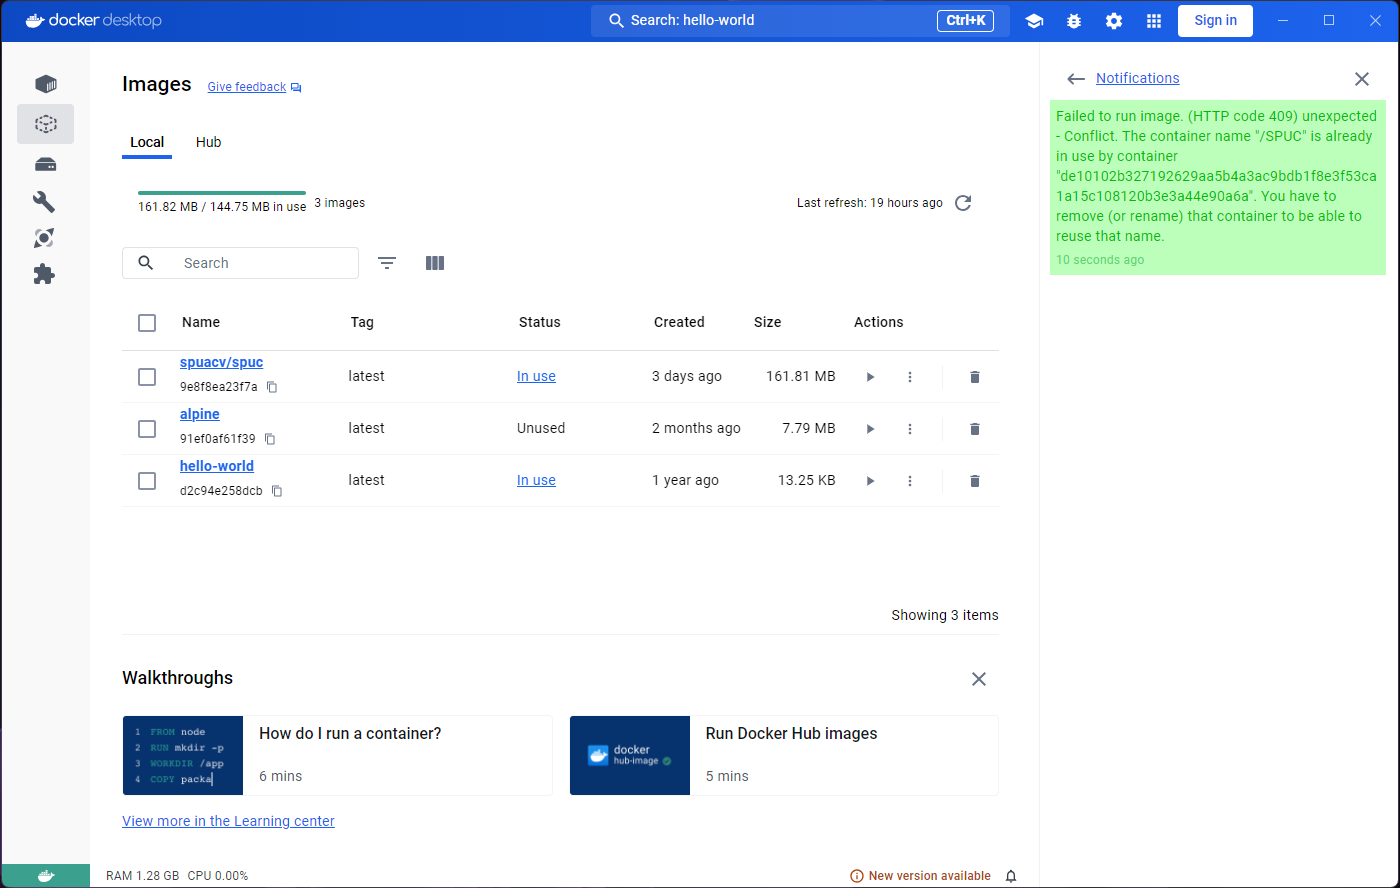 docker desktop
Search: hello-world
Ctrl+K
Sign in
Images
Give feedback
Local
Hub
161.82 MB / 144.75 MB in use
3 images
Last refresh: 19 hours ago
Search
Name
Tag
Status
Created
Size
Actions
spuacv/spuc
latest
In use
3 days ago
161.81 MB
9e8f8ea23f7a
alpine
latest
Unused
2 months ago
7.79 MB
91ef0af61f39
hello-world
latest
In use
1 year ago
13.25 KB
d2c94e258dcb
Showing 3 items
Walkthroughs
1 FROM node
2 RUN mkdir -p
3 WORKDIR /app
4 COPY packa
How do I run a container?
6 mins
docker
hub-image
Run Docker Hub images
5 mins
View more in the Learning center
Notifications
Failed to run image. (HTTP code 409) unexpected
- Conflict. The container name "/SPUC" is already
in use by container
"de10102b327192629aa5b4a3ac9bdb1f8e3f53ca
1a15c108120b3e3a44e90a6a". You have to
remove (or rename) that container to be able to
reuse that name.
10 seconds ago
RAM 1.28 GB CPU 0.00%
New version available